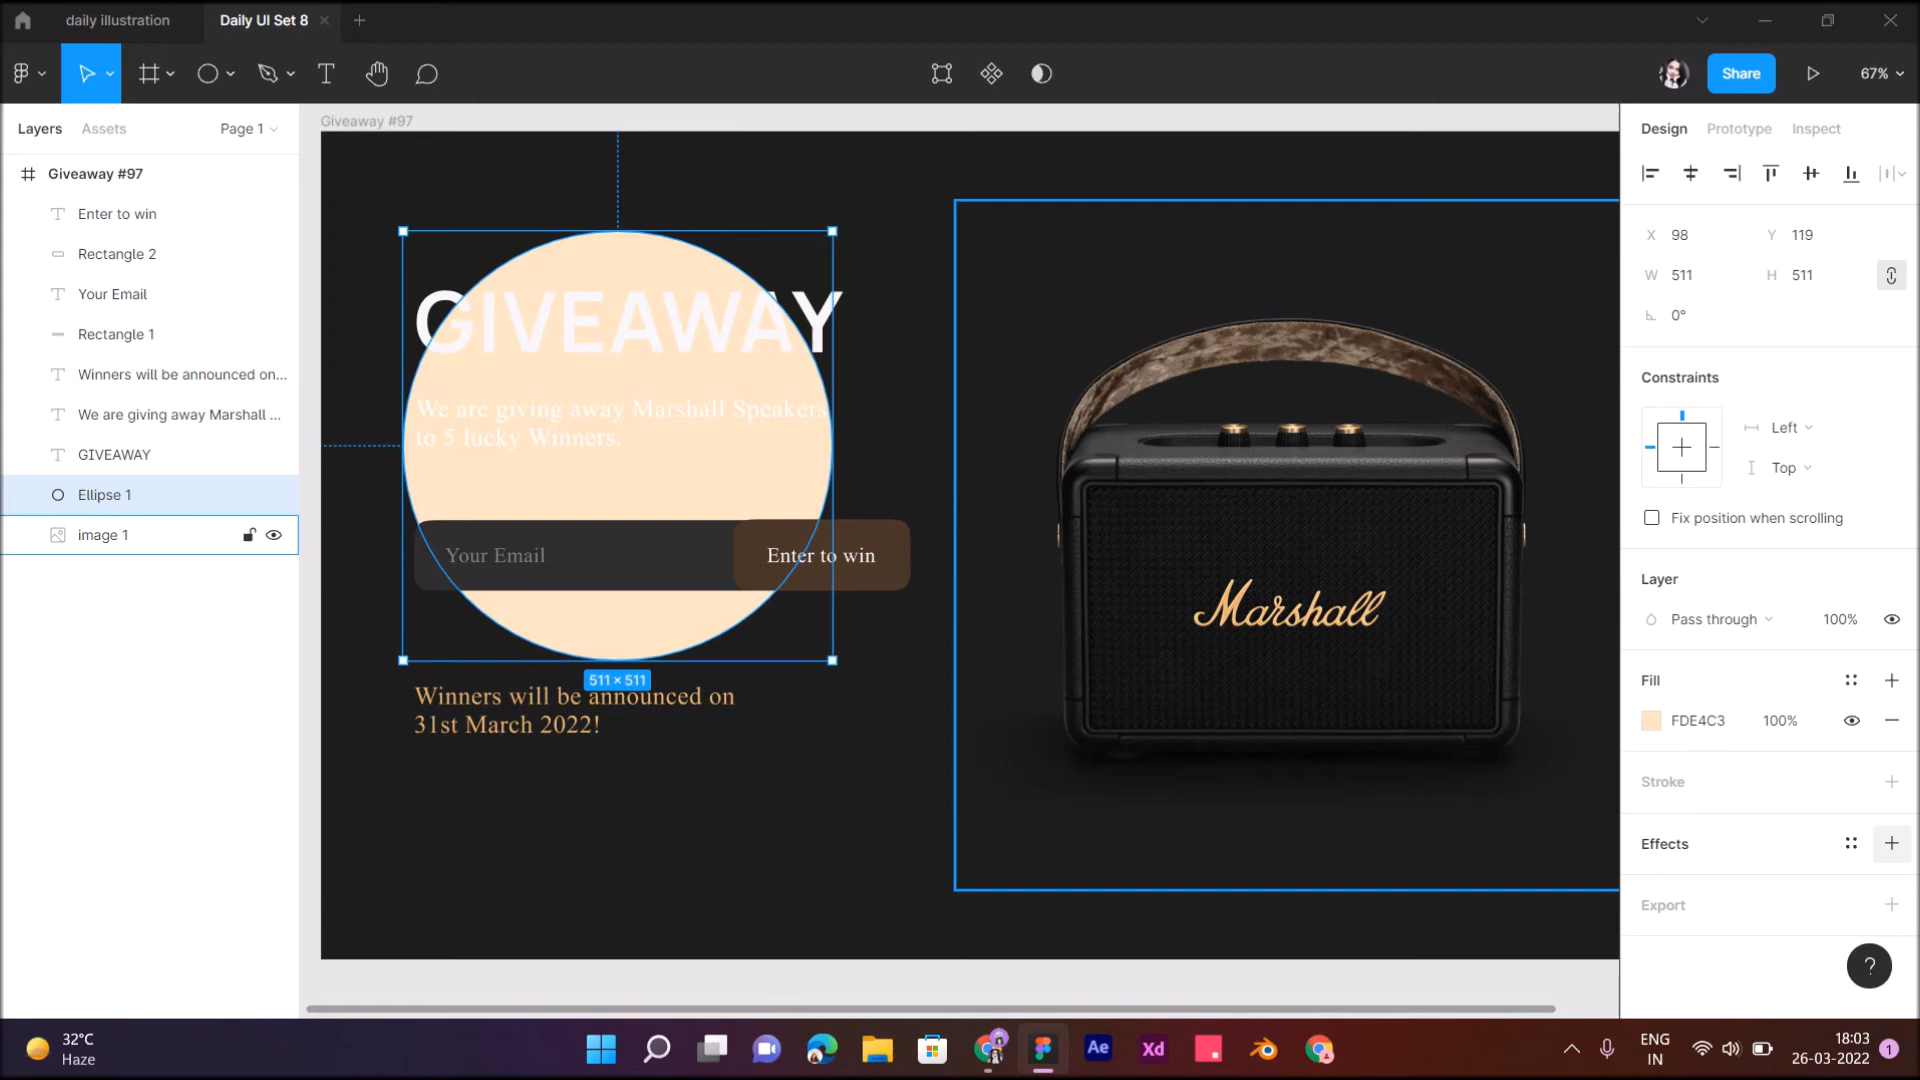 daily illustration
Daily UI Set 8
Share
67%
Layers
Assets
Page 1
Giveaway #97
Enter to win
Rectangle 2
Your Email
Rectangle 1
Winners will be announced on...
We are giving away Marshall ...
GIVEAWAY
Ellipse 1
image 1
Giveaway #97
GIVEAWAY
We are giving away Marshall Speakers
to 5 lucky Winners.
Your Email
Enter to win
511 × 511
Winners will be announced on
31st March 2022!
Marshall
Design
Prototype
Inspect
X 98
Y 119
W 511
H 511
0°
Constraints
Left
Top
Fix position when scrolling
Layer
Pass through
100%
Fill
FDE4C3
100%
Stroke
Effects
Export
?
32°C
Haze
Ae
Xd
ENG
IN
18:03
26-03-2022
1